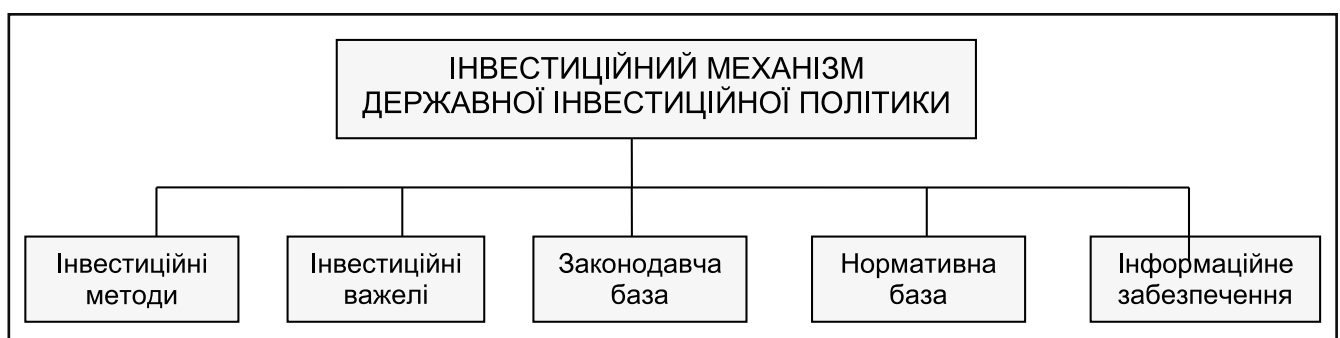 ІНВЕСТИЦІЙНИЙ МЕХАНІЗМ
ДЕРЖАВНОЇ ІНВЕСТИЦІЙНОЇ ПОЛІТИКИ
Інвестиційні
методи
Інвестиційні
важелі
Законодавча
база
Нормативна
база
Інформаційне
забезпечення